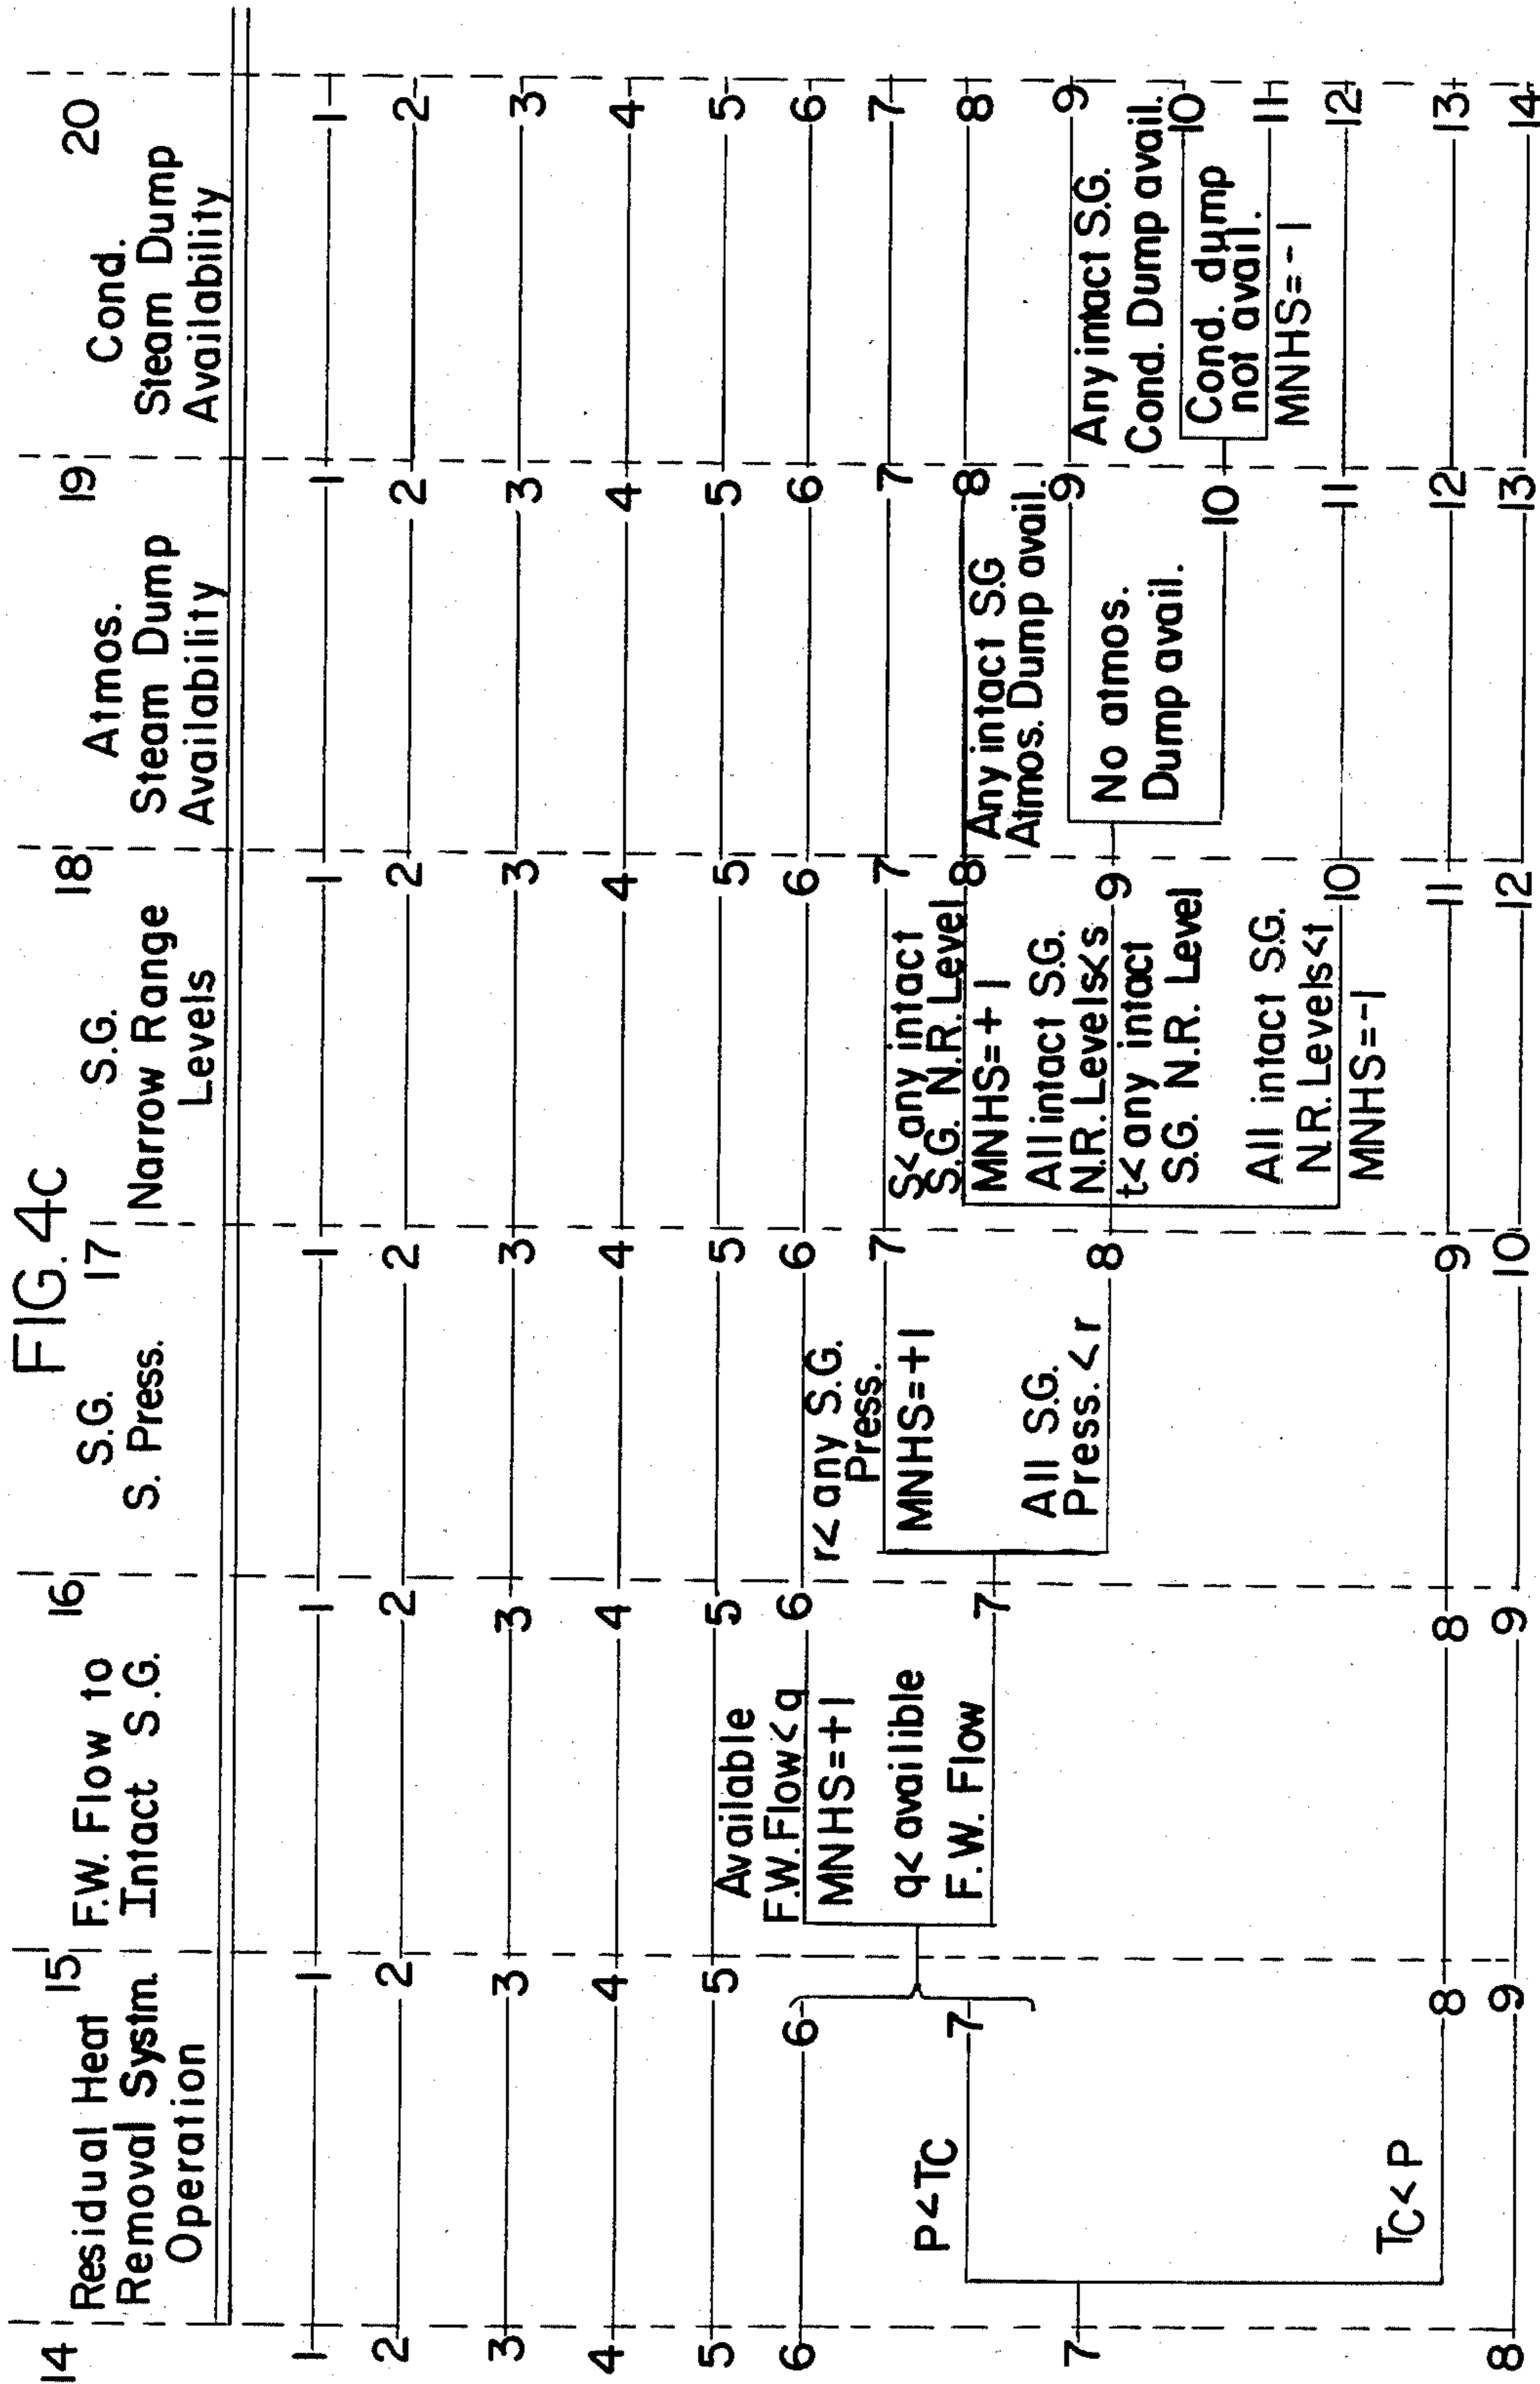 FIG. 4c
14
Residual Heat
Removal Systm.
Operation
15
F.W. Flow to
Intact S.G.
16
S.G.
S. Press.
17
S.G.
Narrow Range
Levels
18
Atmos.
Steam Dump
Availability
19
Cond.
Steam Dump
Availability
20
1 1 1 1 1 1 1
2 2 2 2 2 2 2
3 3 3 3 3 3 3
4 4 4 4 4 4 4
5 5 5 5 5 5 5
6 6 6 6 6 6 6
7
8
P<TC
TC<P
7
8
9
Available
F.W. Flow<q
MNHS=+1
q<availible
F.W. Flow
7
8
9
r<any S.G.
Press.
MNHS=+1
All S.G.
Press.<r
7
8
9
10
S<any intact
S.G. N.R. Level
MNHS=+1
All intact S.G.
N.R. Levels<s
t<any intact
S.G. N.R. Level
All intact S.G.
N.R. Levels<t
MNHS=-1
7
8
9
10
11
12
Any intact S.G
Atmos. Dump avail.
No atmos.
Dump avail.
7
8
9
10
11
12
13
Any intact S.G.
Cond. Dump avail.
Cond. dump
not avail.
MNHS=-1
7
8
9
10
11
12
13
14